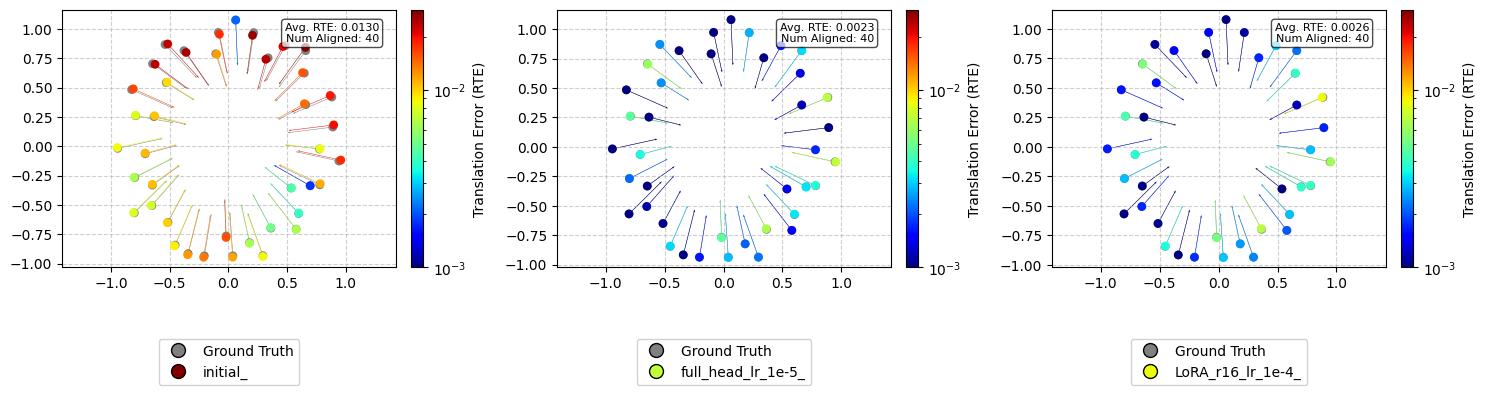 Avg. RTE: 0.0130
Num Aligned: 40
1.00
0.75
0.50
0.25
0.00
−0.25
−0.50
−0.75
−1.00
−1.0 −0.5 0.0 0.5 1.0
10−2
10−3
Translation Error (RTE)
Ground Truth
initial_
Avg. RTE: 0.0023
Num Aligned: 40
1.00
0.75
0.50
0.25
0.00
−0.25
−0.50
−0.75
−1.00
−1.0 −0.5 0.0 0.5 1.0
10−2
10−3
Translation Error (RTE)
Ground Truth
full_head_lr_1e-5_
Avg. RTE: 0.0026
Num Aligned: 40
1.00
0.75
0.50
0.25
0.00
−0.25
−0.50
−0.75
−1.00
−1.0 −0.5 0.0 0.5 1.0
10−2
10−3
Translation Error (RTE)
Ground Truth
LoRA_r16_lr_1e-4_